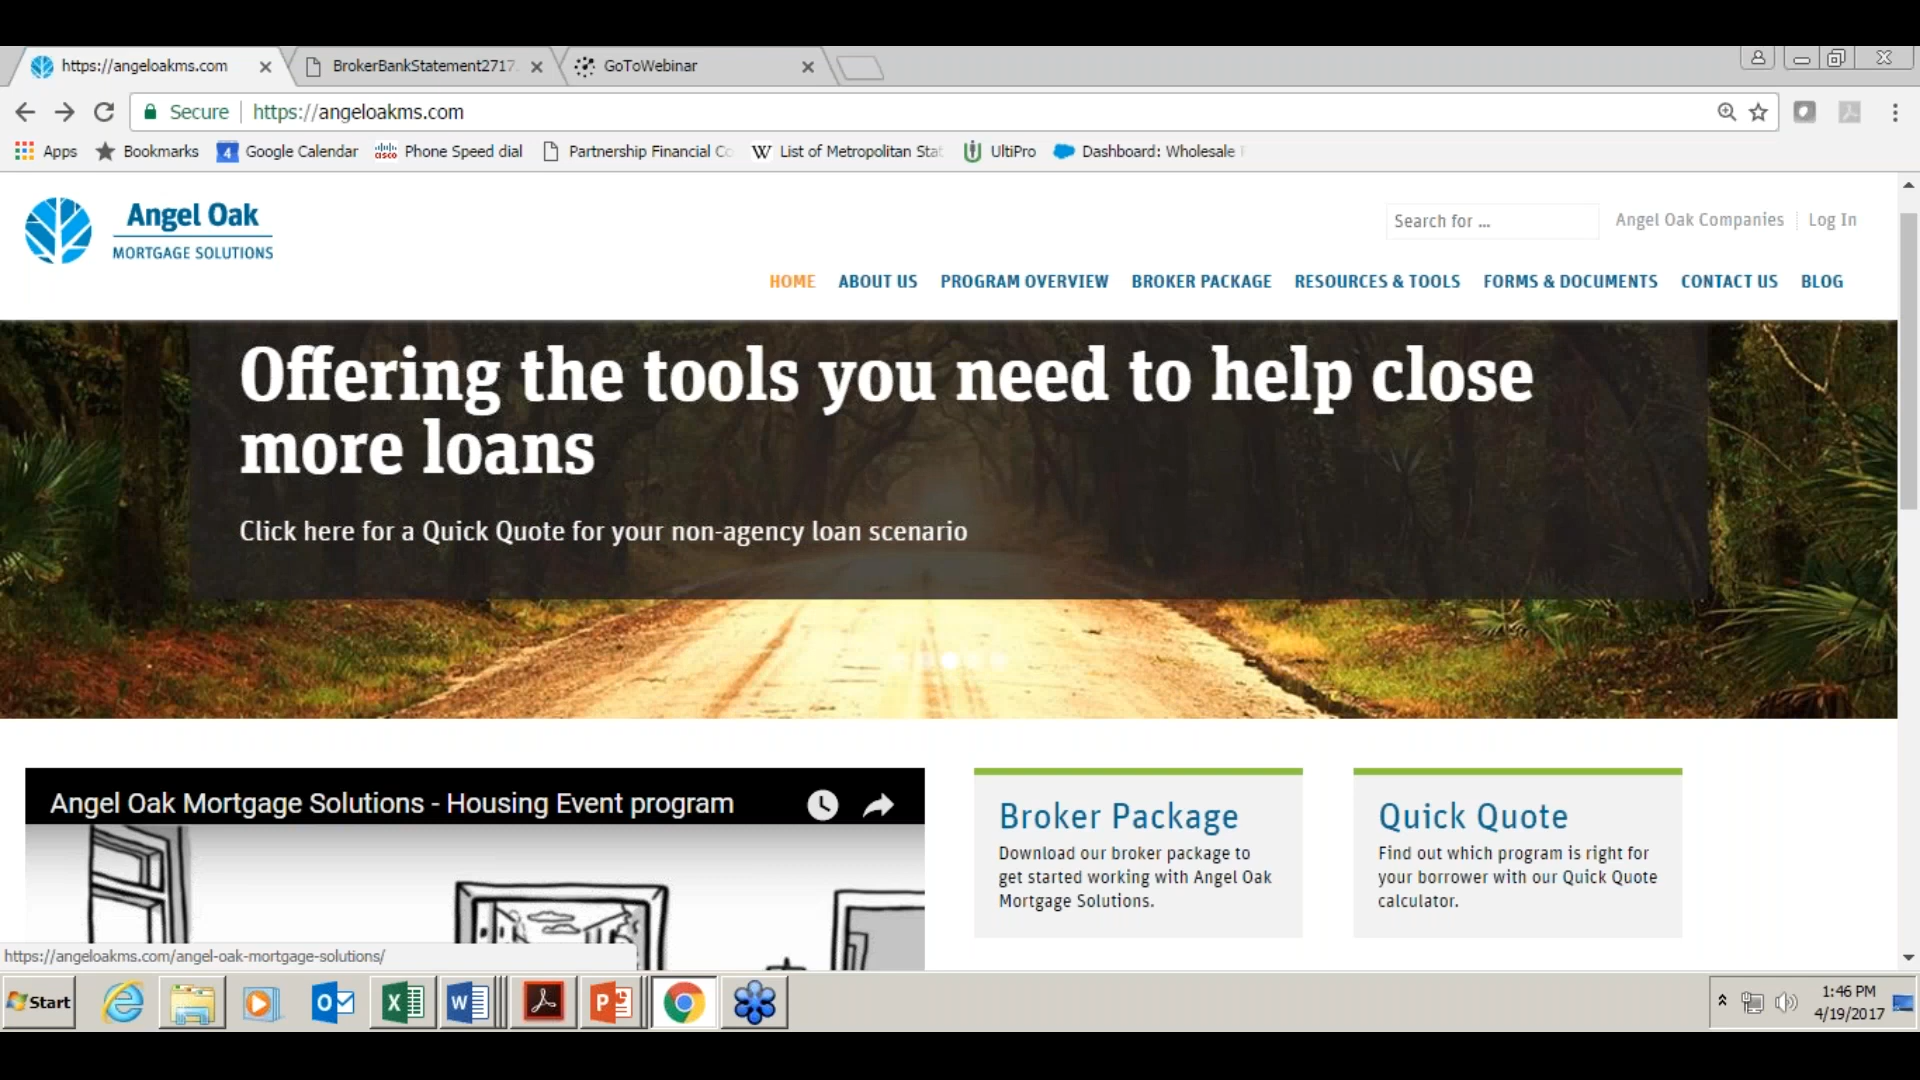 https://angeloakms.com
BrokerBankStatement2717
GoToWebinar
Secure
https://angeloakms.com
Apps
Bookmarks
4
Google Calendar
cisco
Phone Speed dial
Partnership Financial Co
W
List of Metropolitan Stat
UltiPro
Dashboard: Wholesale
Angel Oak
MORTGAGE SOLUTIONS
Search for ...
Angel Oak Companies
Log In
HOME
ABOUT US
PROGRAM OVERVIEW
BROKER PACKAGE
RESOURCES & TOOLS
FORMS & DOCUMENTS
CONTACT US
BLOG
Offering the tools you need to help close
more loans
Click here for a Quick Quote for your non-agency loan scenario
Angel Oak Mortgage Solutions - Housing Event program
Broker Package
Download our broker package to
get started working with Angel Oak
Mortgage Solutions.
Quick Quote
Find out which program is right for
your borrower with our Quick Quote
calculator.
https://angeloakms.com/angel-oak-mortgage-solutions/
Start
1:46 PM
4/19/2017